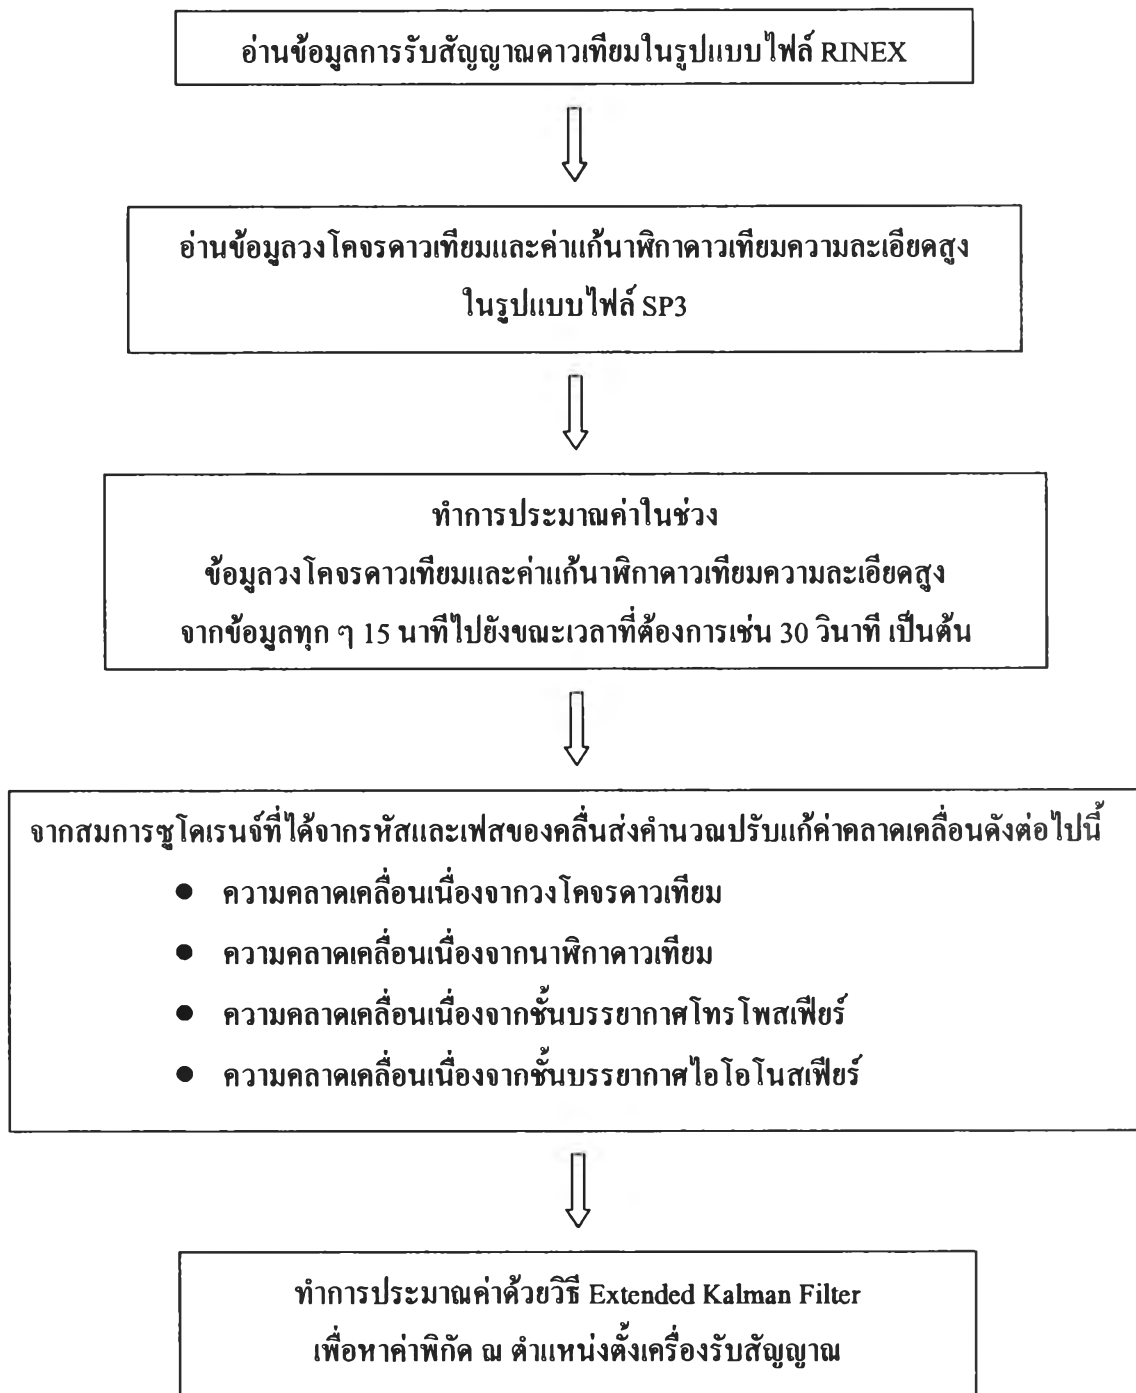 อ่านข้อมูลการรับสัญญาณดาวเทียมในรูปแบบไฟล์ RINEX
อ่านข้อมูลวงโคจรดาวเทียมและค่าแก้นาฬิกาดาวเทียมความละเอียดสูง
ในรูปแบบไฟล์ SP3
ทำการประมาณค่าในช่วง
ข้อมูลวงโคจรดาวเทียมและค่าแก้นาฬิกาดาวเทียมความละเอียดสูง
จากข้อมูลทุก ๆ 15 นาทีไปยังขณะเวลาที่ต้องการเช่น 30 วินาที เป็นต้น
จากสมการซูโดเรนจ์ที่ได้จากรหัสและเฟสของคลื่นส่งคำนวณปรับแก้ค่าคลาดเคลื่อนดังต่อไปนี้
● ความคลาดเคลื่อนเนื่องจากวงโคจรดาวเทียม
● ความคลาดเคลื่อนเนื่องจากนาฬิกาดาวเทียม
● ความคลาดเคลื่อนเนื่องจากชั้นบรรยากาศโทรโพสเฟียร์
● ความคลาดเคลื่อนเนื่องจากชั้นบรรยากาศไอโอโนสเฟียร์
ทำการประมาณค่าด้วยวิธี Extended Kalman Filter
เพื่อหาค่าพิกัด ณ ตำแหน่งตั้งเครื่องรับสัญญาณ